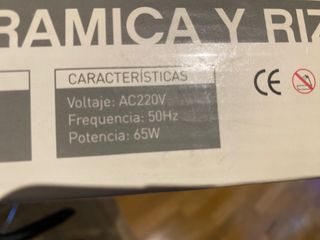 RAMICA Y RIZ
CARACTERÍSTICAS
Voltaje: AC220V
Frequencia: 50Hz
Potencia: 65W
CE